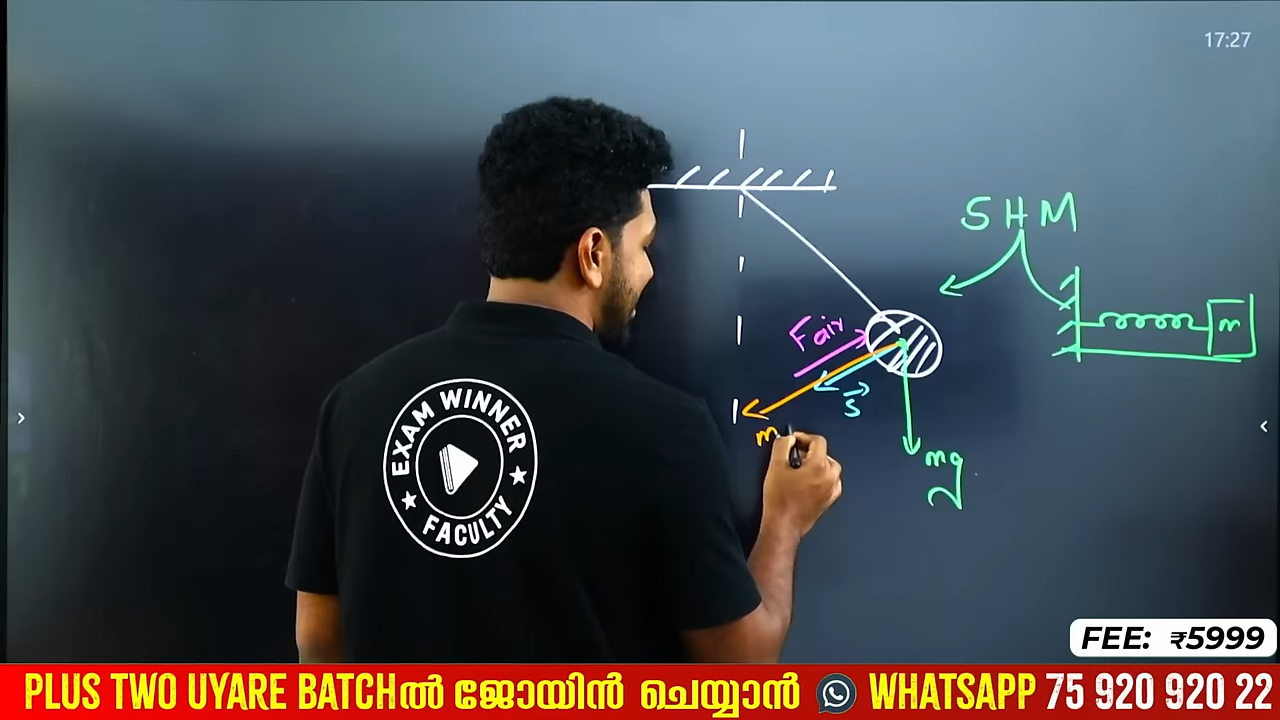 17:27
SHM
m
Fair
S
m
mg
EXAM WINNER
FACULTY
FEE: ₹5999
PLUS TWO UYARE BATCHൽ ജോയിൻ ചെയ്യാൻ WHATSAPP 75 920 920 22